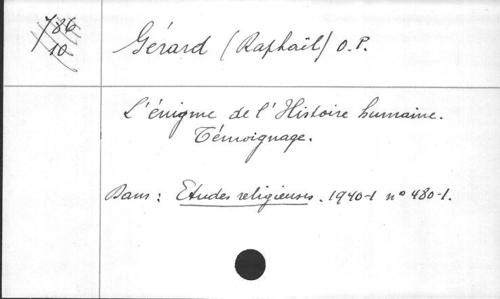 786
10
Gérard (Raphaël) O.P.
L'énigme de l'Histoire humaine.
Témoignage.
Dans : Etudes religieuses. 1940-1 n° 480-1.